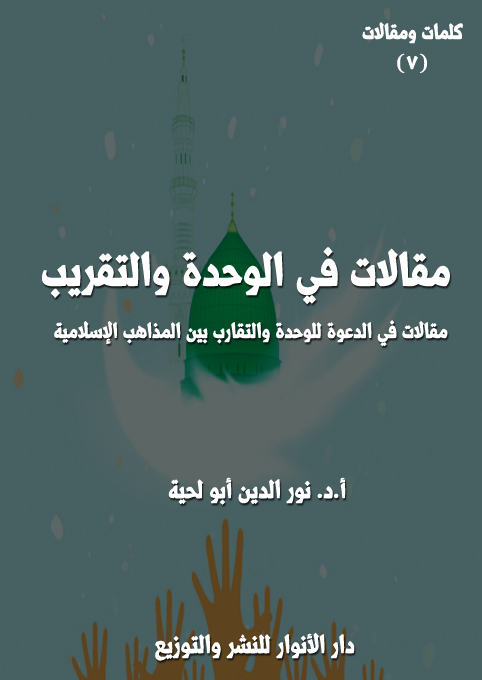 كلمات ومقالات
(٧)
مقالات في الوحدة والتقريب
مقالات في الدعوة للوحدة والتقارب بين المذاهب الإسلامية
أ.د. نور الدين أبو لحية
دار الأنوار للنشر والتوزيع